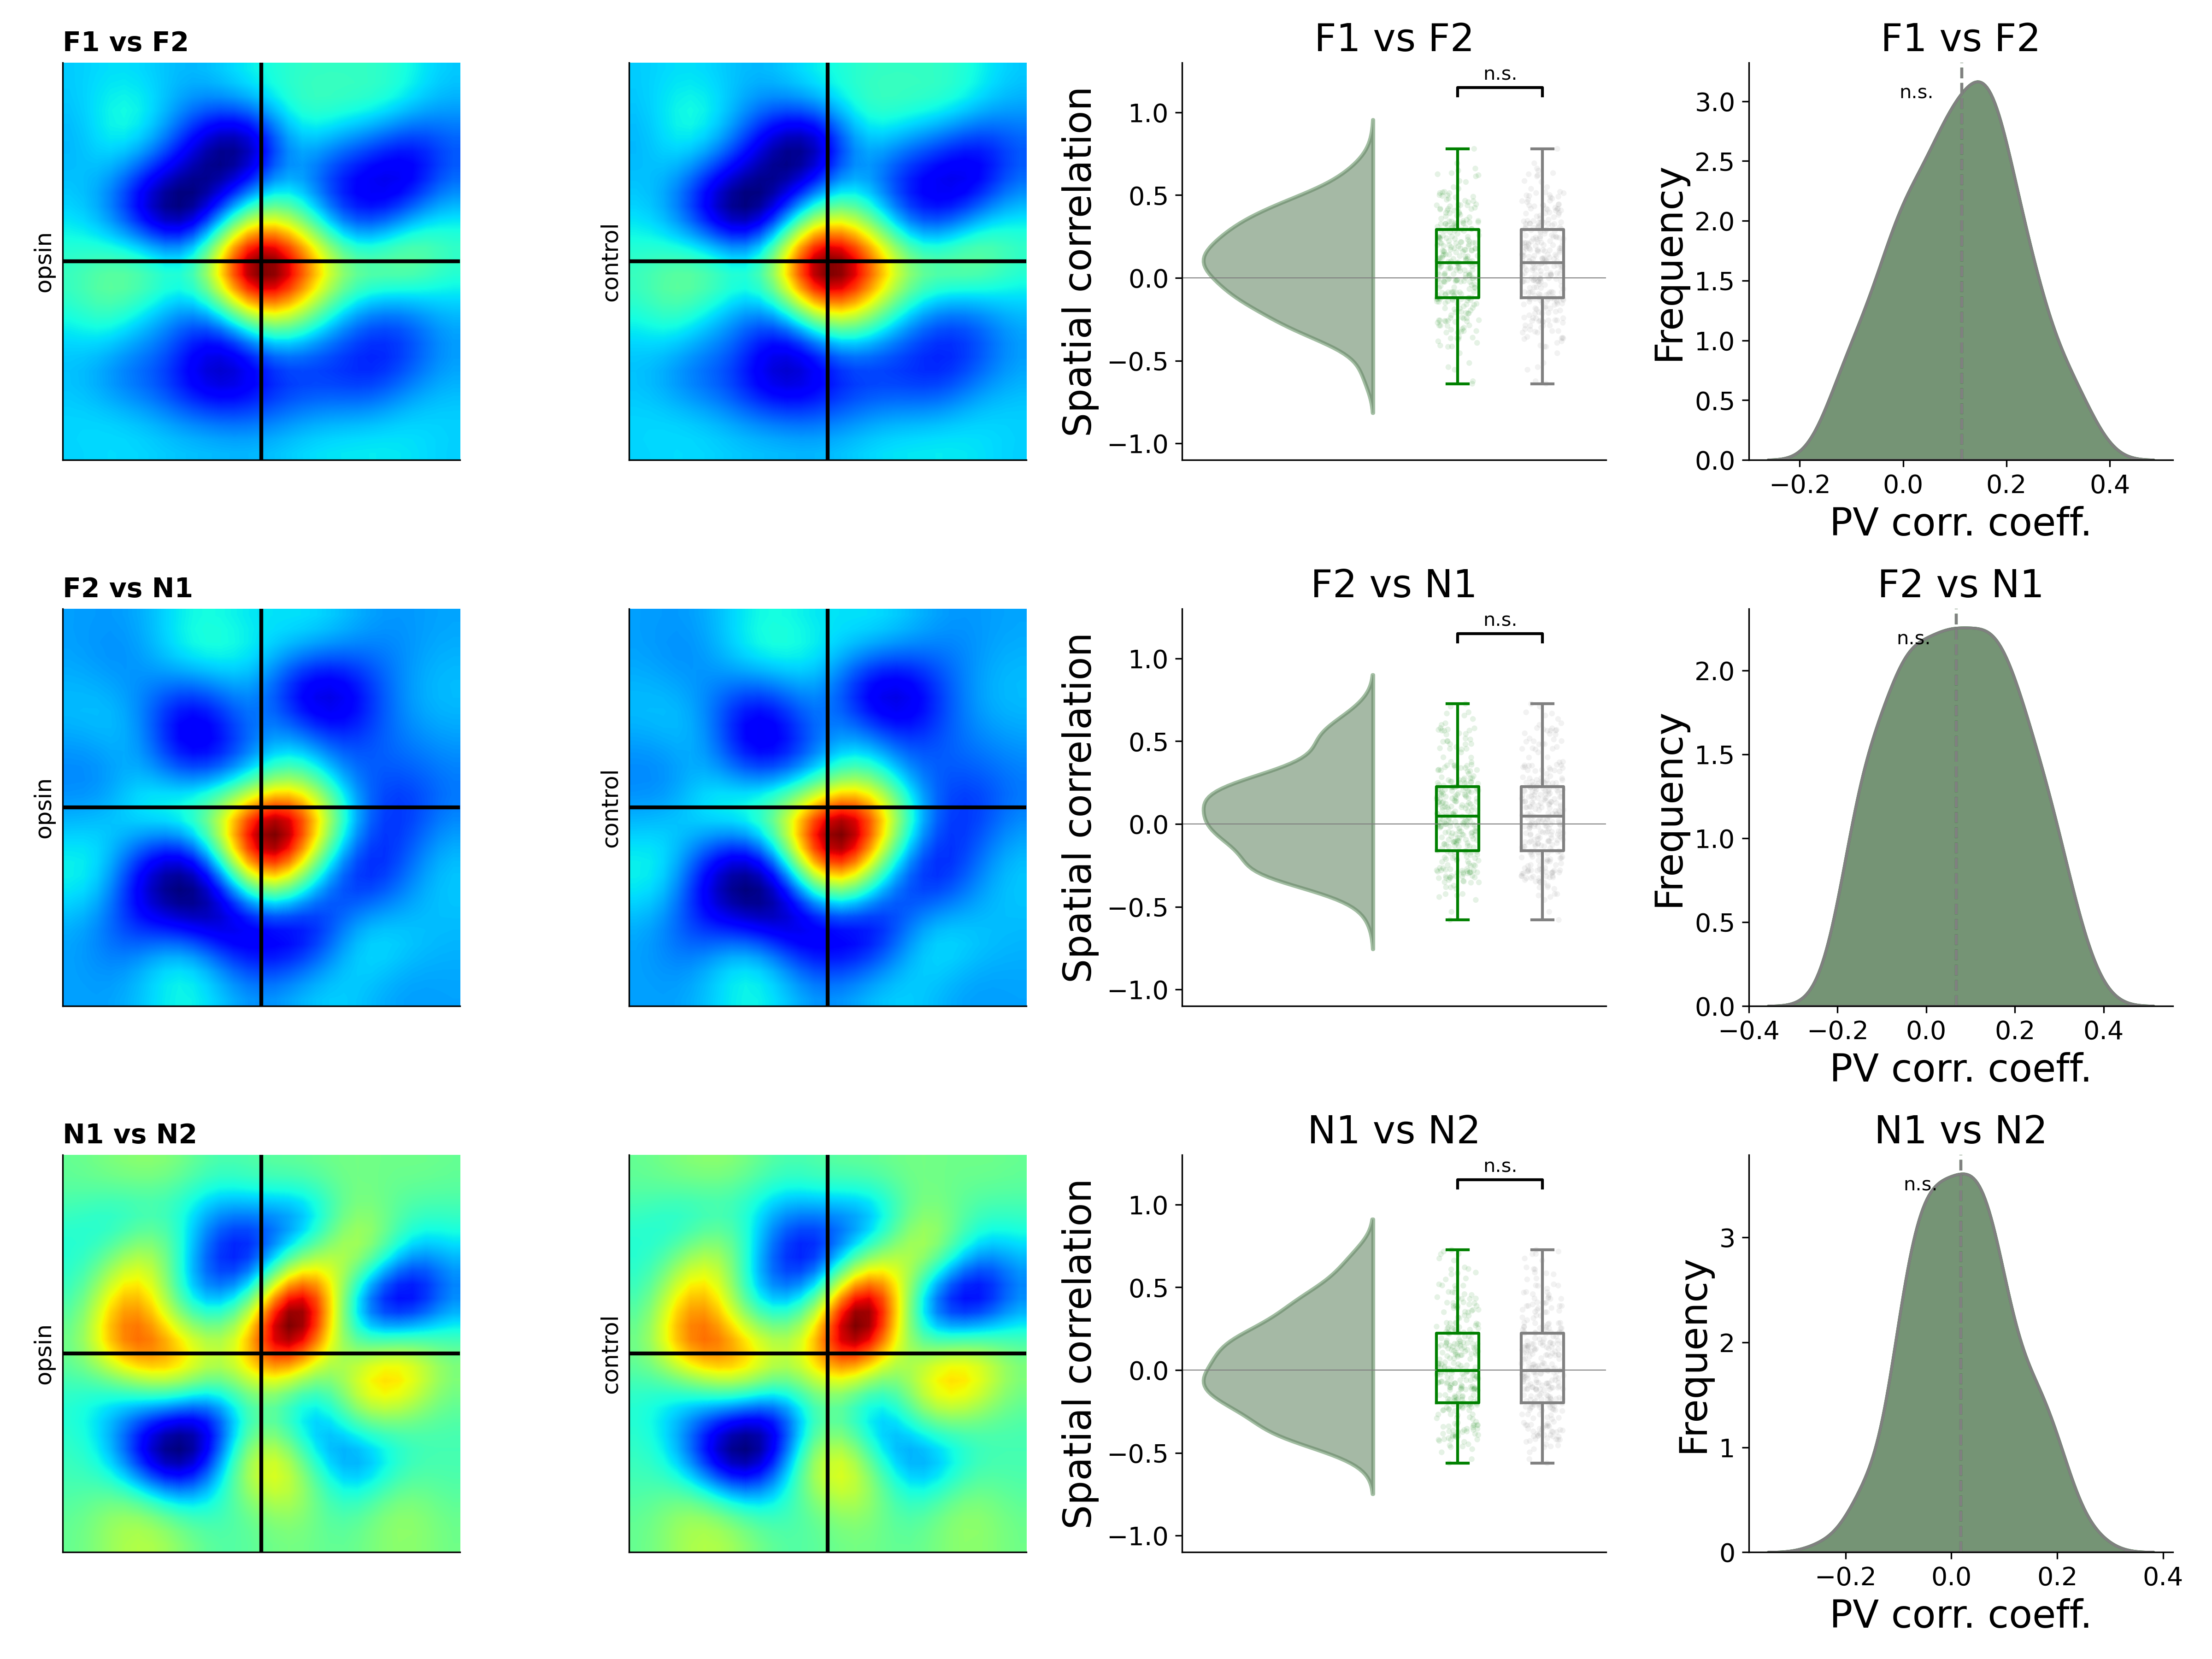 F1 vs F2
opsin
control
F1 vs F2
Spatial correlation
1.0
0.5
0.0
−0.5
−1.0
n.s.
F1 vs F2
Frequency
3.0
2.5
2.0
1.5
1.0
0.5
0.0
n.s.
−0.2 0.0 0.2 0.4
PV corr. coeff.
F2 vs N1
opsin
control
F2 vs N1
Spatial correlation
1.0
0.5
0.0
−0.5
−1.0
n.s.
F2 vs N1
Frequency
2.0
1.5
1.0
0.5
0.0
n.s.
−0.4 −0.2 0.0 0.2 0.4
PV corr. coeff.
N1 vs N2
opsin
control
N1 vs N2
Spatial correlation
1.0
0.5
0.0
−0.5
−1.0
n.s.
N1 vs N2
Frequency
3
2
1
0
n.s.
−0.2 0.0 0.2 0.4
PV corr. coeff.